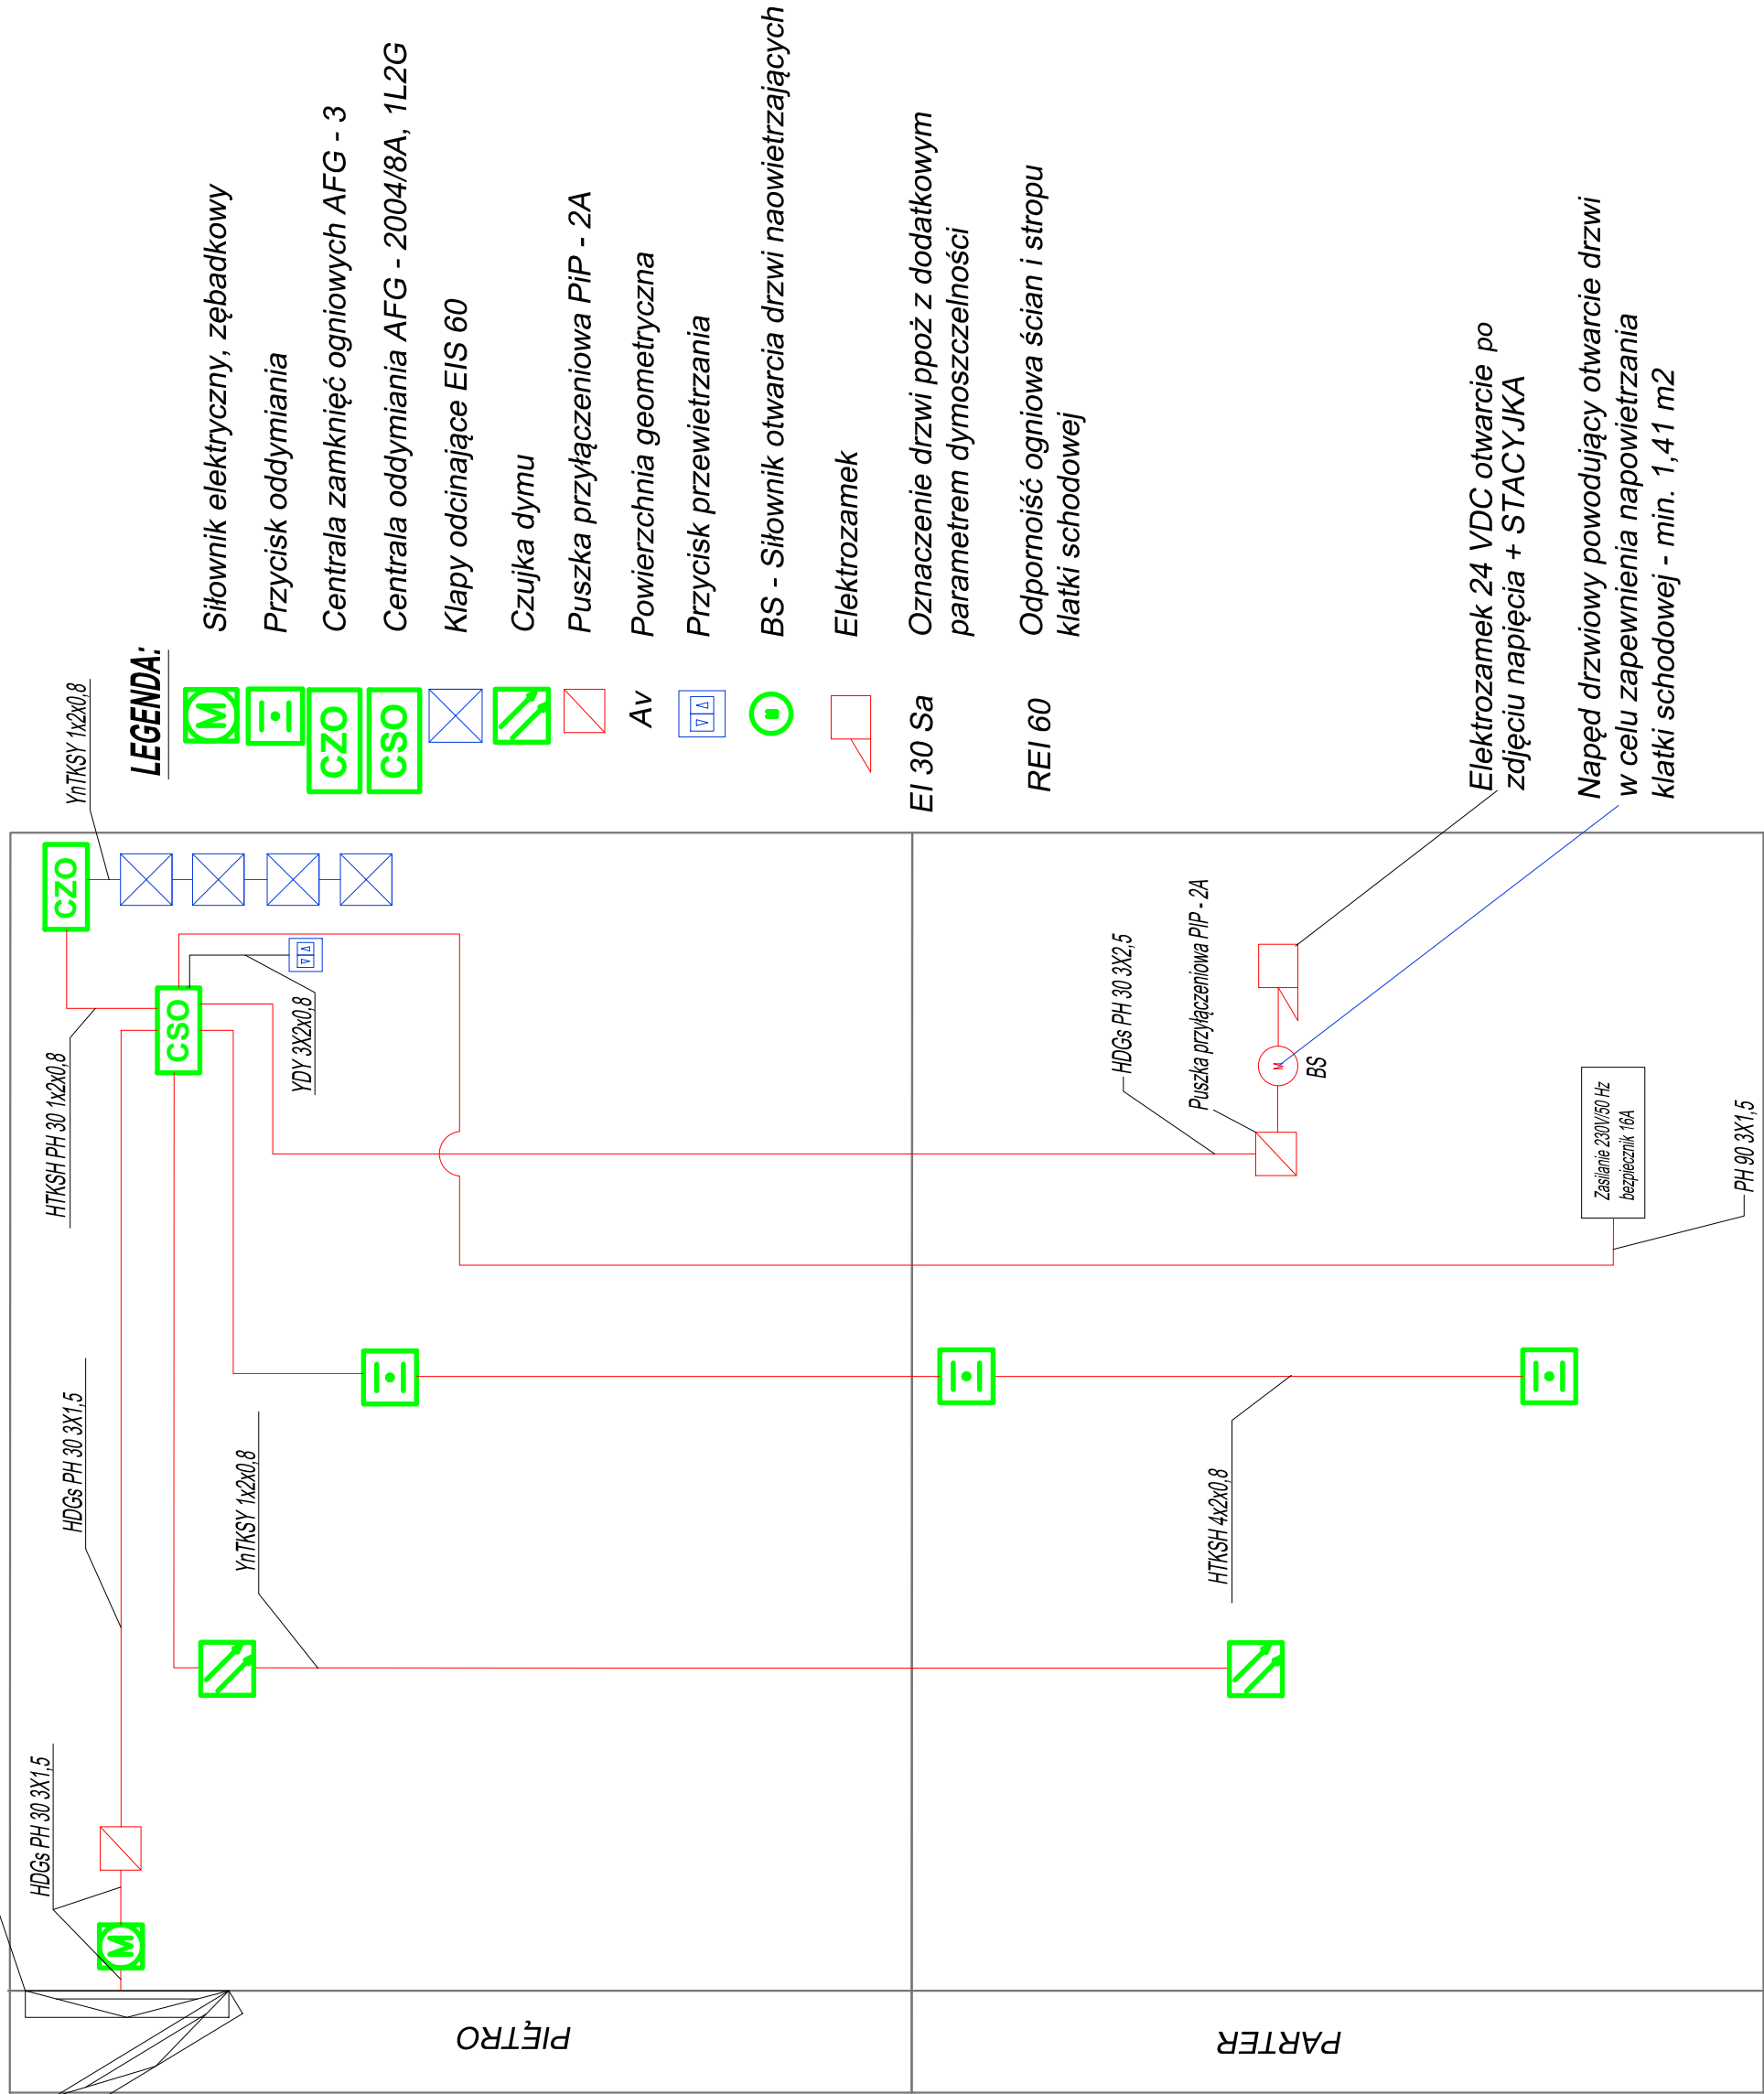 HDGs PH 30 3X1,5
HDGs PH 30 3X1,5
HTKSH PH 30 1x2x0,8
YnTKSY 1x2x0,8
CZO
CSO
M
YnTKSY 1x2x0,8
YDY 3X2x0,8
PIĘTRO
HTKSH 4x2x0,8
HDGs PH 30 3X2,5
Puszka przyłączeniowa PIP - 2A
M
BS
Zasilanie 230V/50 Hz
bezpiecznik 16A
PH 90 3X1,5
PARTER
LEGENDA:
M
Siłownik elektryczny, zębadkowy
Przycisk oddymiania
CZO
Centrala zamknięć ogniowych AFG - 3
CSO
Centrala oddymiania AFG - 2004/8A, 1L2G
Klapy odcinające EIS 60
Czujka dymu
Puszka przyłączeniowa PiP - 2A
Av
Powierzchnia geometryczna
Przycisk przewietrzania
BS - Siłownik otwarcia drzwi naowietrzających
Elektrozamek
EI 30 Sa
Oznaczenie drzwi ppoż z dodatkowym
parametrem dymoszczelności
REI 60
Odporność ogniowa ścian i stropu
klatki schodowej
Elektrozamek 24 VDC otwarcie po
zdjęciu napięcia + STACYJKA
Napęd drzwiowy powodujący otwarcie drzwi
w celu zapewnienia napowietrzania
klatki schodowej - min. 1,41 m2